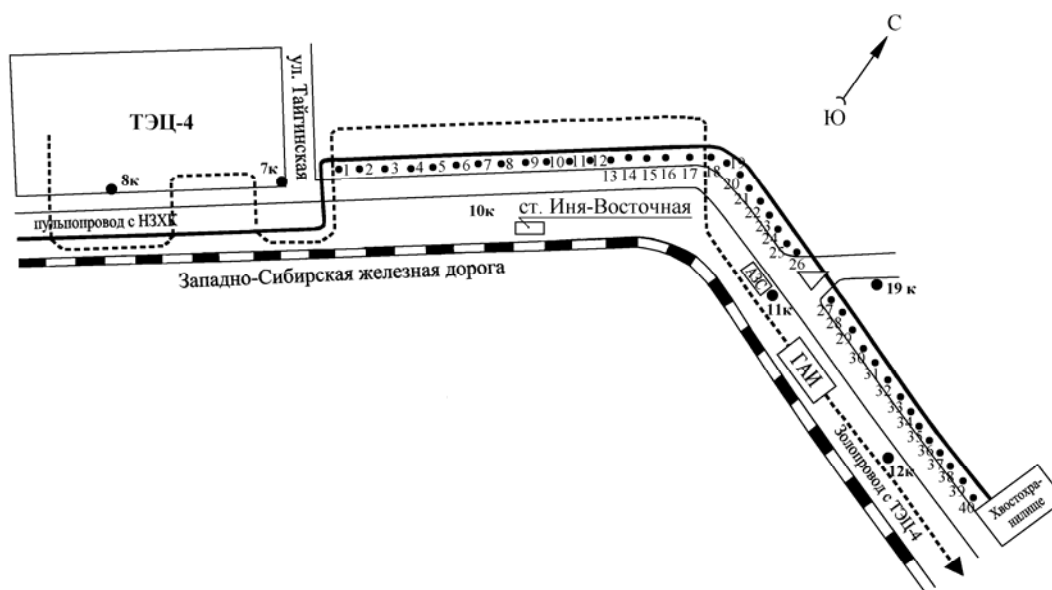 С
Ю
ТЭЦ-4
ул. Тайгинская
8к
7к
пульпопровод с НЗХК
1 2 3 4 5 6 7 8 9 10 11 12
13 14 15 16 17 18 19
20
21
22
23
24
25
26
10к
ст. Иня-Восточная
Западно-Сибирская железная дорога
АЗС
11к
19 к
27
28
29
30
31
32
33
34
35
36
37
38
39
40
ГАИ
12к
Золопровод с ТЭЦ-4
Хвостохра-
нилище